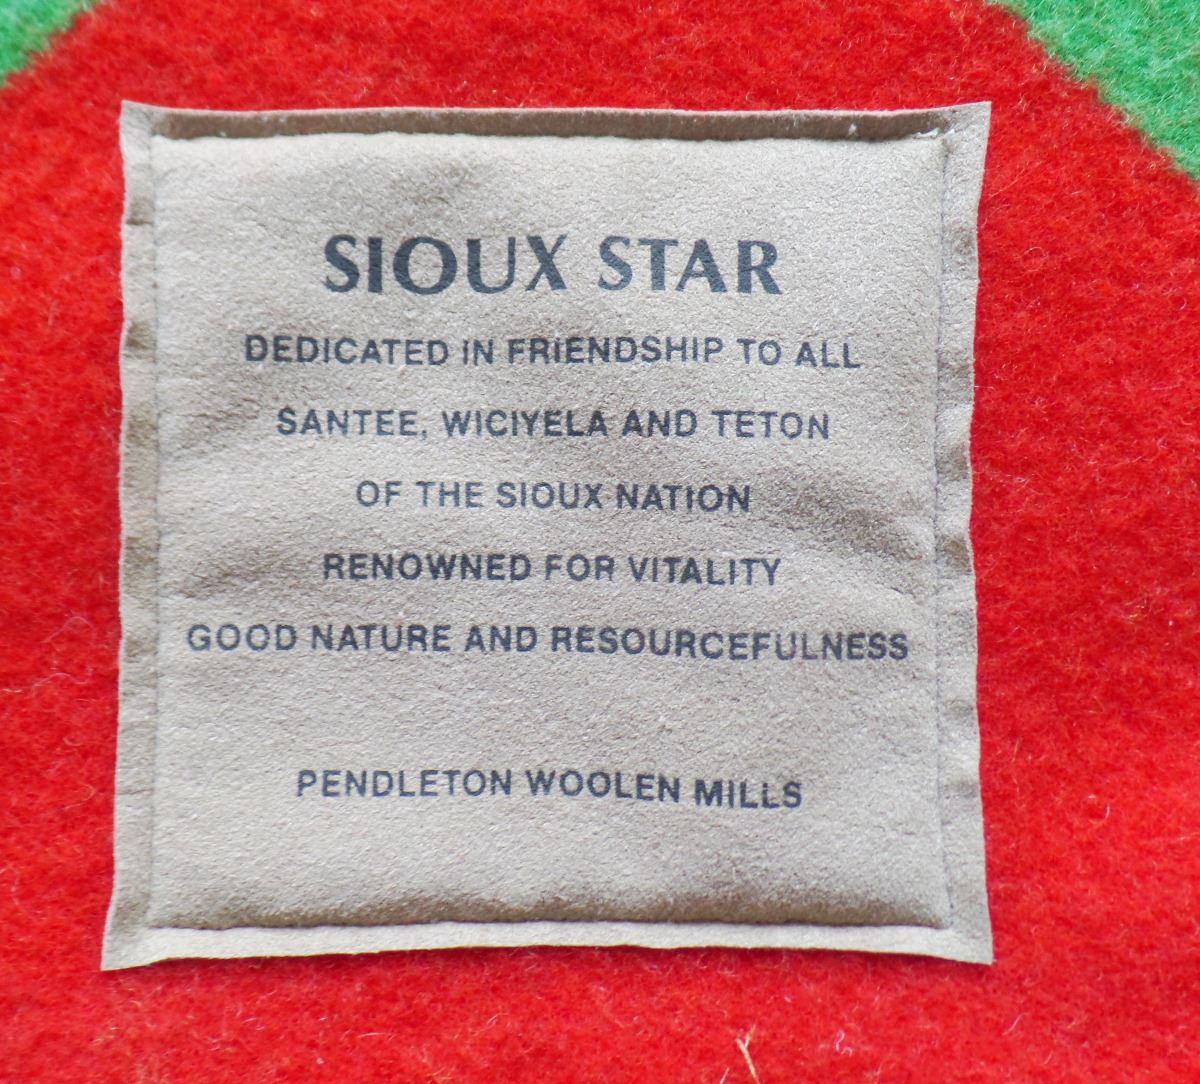 SIOUX STAR
DEDICATED IN FRIENDSHIP TO ALL
SANTEE, WICIYELA AND TETON
OF THE SIOUX NATION
RENOWNED FOR VITALITY
GOOD NATURE AND RESOURCEFULNESS
PENDLETON WOOLEN MILLS